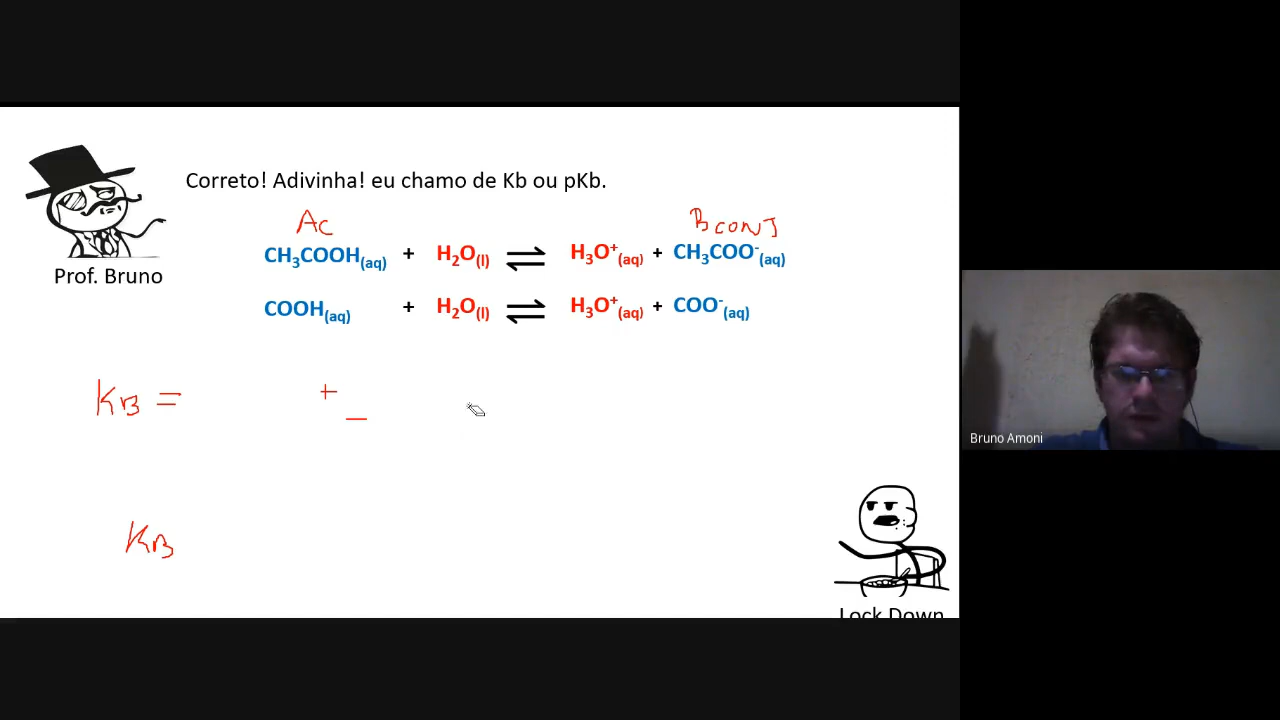 Correto! Adivinha! eu chamo de Kb ou pKb.
Ac
B CONJ
CH₃COOH(aq) + H₂O(l) ⇌ H₃O⁺(aq) + CH₃COO⁻(aq)
Prof. Bruno
COOH(aq) + H₂O(l) ⇌ H₃O⁺(aq) + COO⁻(aq)
KB = + −
Bruno Amoni
KB
Lock Down